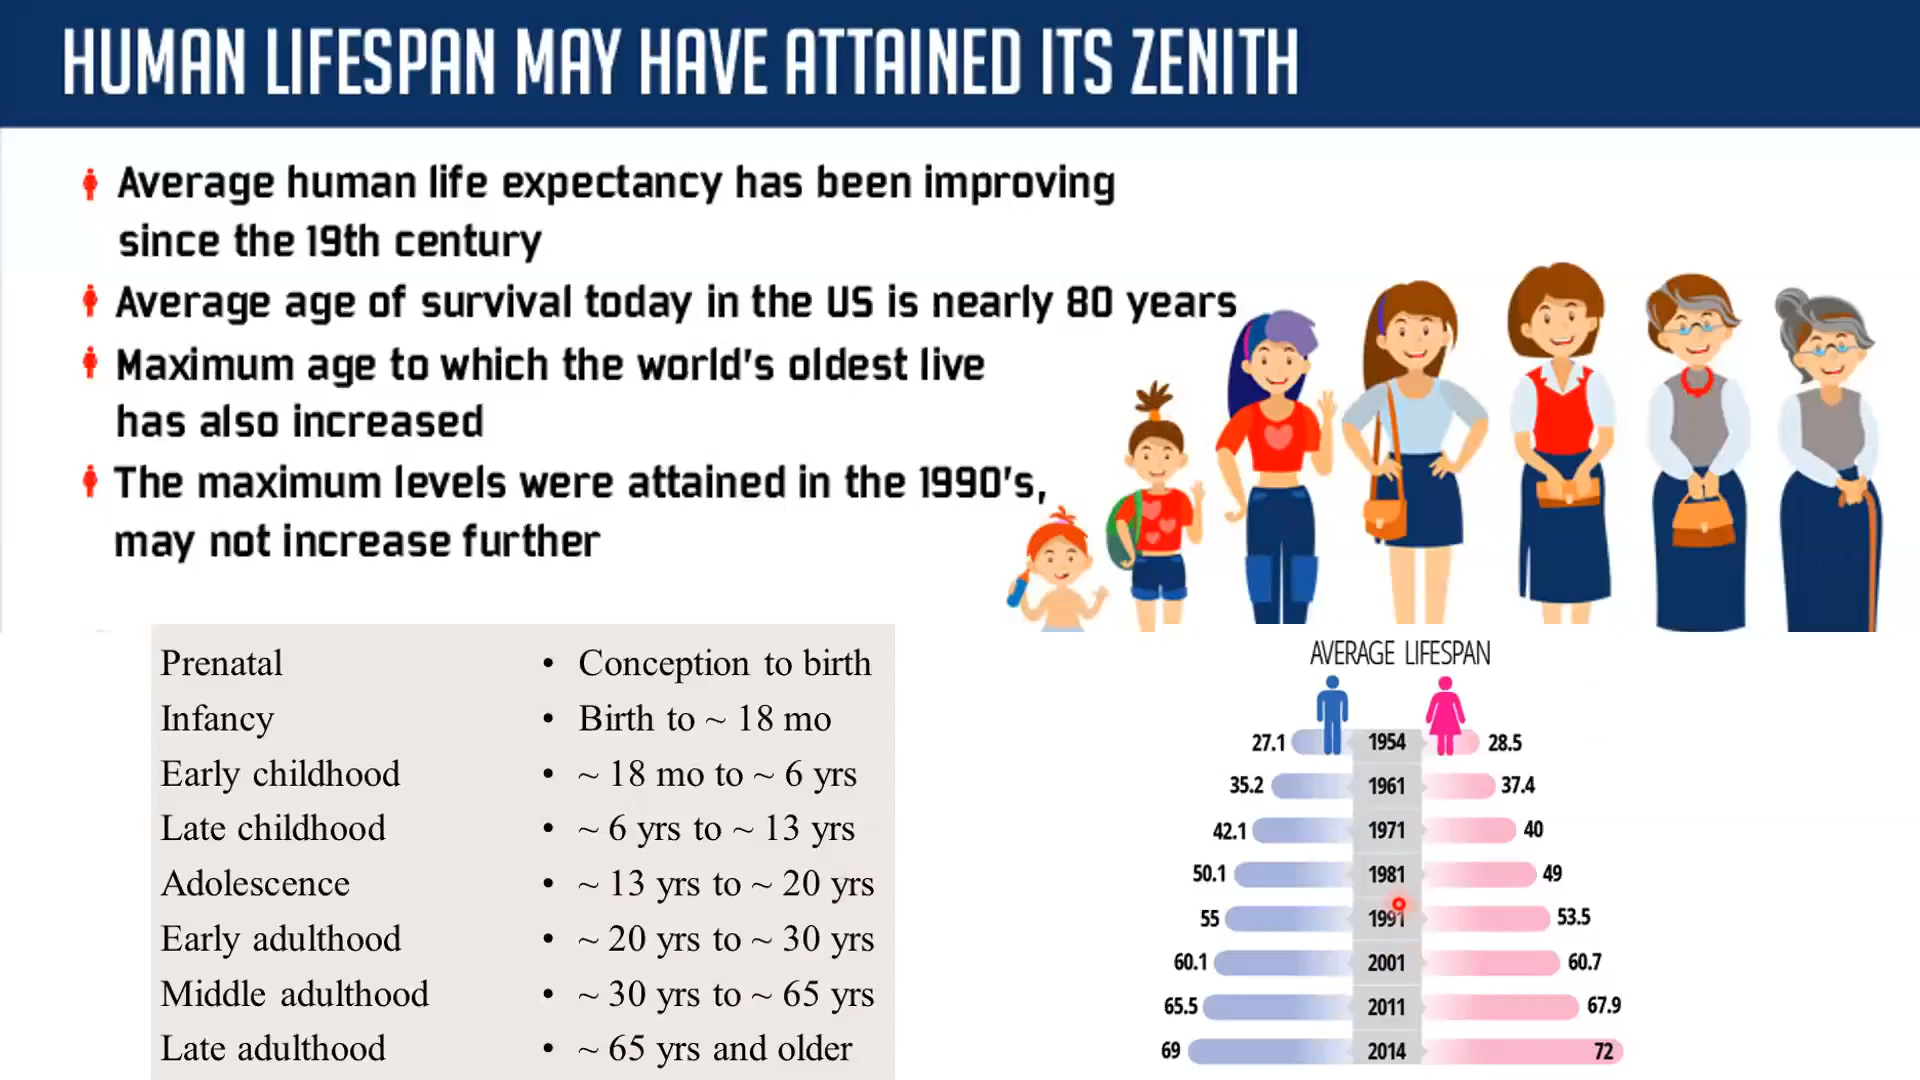 HUMAN LIFESPAN MAY HAVE ATTAINED ITS ZENITH
Average human life expectancy has been improving
since the 19th century
Average age of survival today in the US is nearly 80 years
Maximum age to which the world's oldest live
has also increased
The maximum levels were attained in the 1990's,
may not increase further
Prenatal • Conception to birth
Infancy • Birth to ~ 18 mo
Early childhood • ~ 18 mo to ~ 6 yrs
Late childhood • ~ 6 yrs to ~ 13 yrs
Adolescence • ~ 13 yrs to ~ 20 yrs
Early adulthood • ~ 20 yrs to ~ 30 yrs
Middle adulthood • ~ 30 yrs to ~ 65 yrs
Late adulthood • ~ 65 yrs and older
AVERAGE LIFESPAN
27.1 1954 28.5
35.2 1961 37.4
42.1 1971 40
50.1 1981 49
55 1991 53.5
60.1 2001 60.7
65.5 2011 67.9
69 2014 72